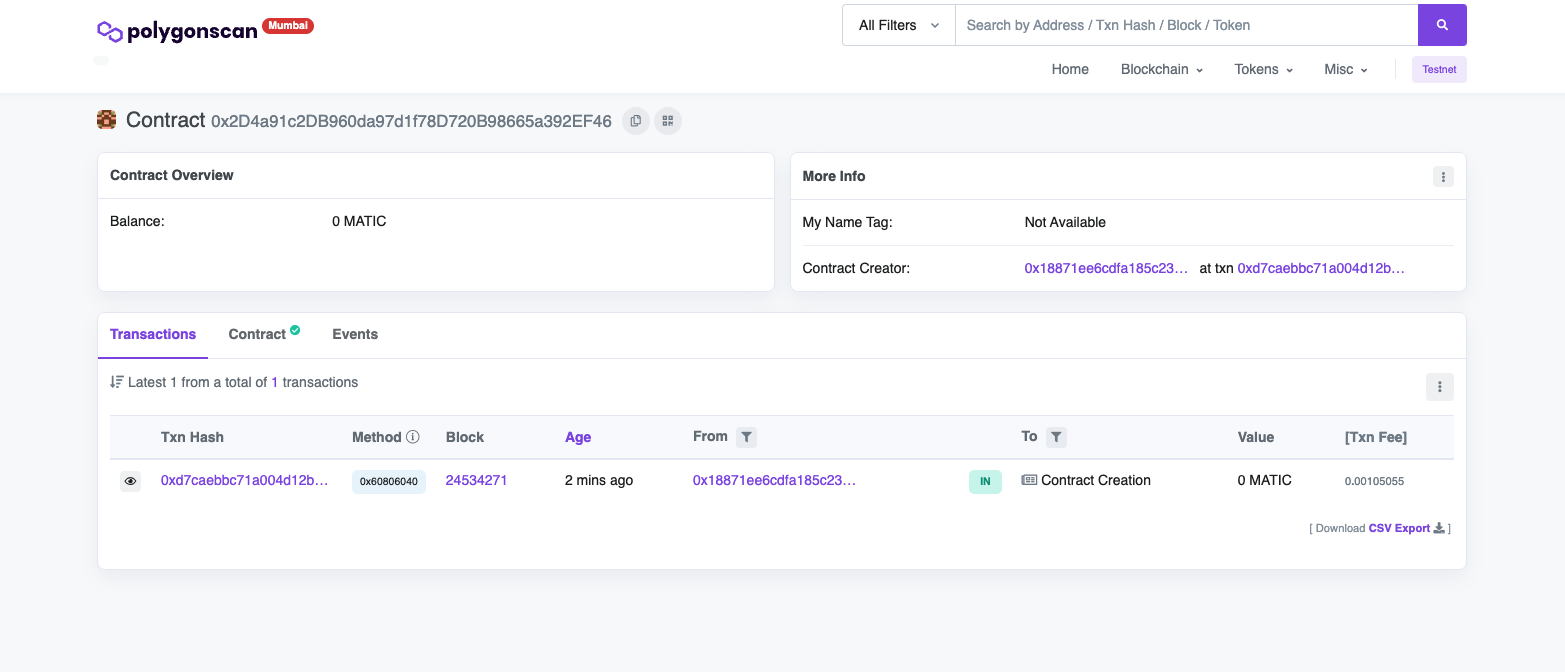 polygonscan Mumbai
All Filters
Search by Address / Txn Hash / Block / Token
Home Blockchain Tokens Misc Testnet
Contract 0x2D4a91c2DB960da97d1f78D720B98665a392EF46
Contract Overview
Balance: 0 MATIC
More Info
My Name Tag: Not Available
Contract Creator: 0x18871ee6cdfa185c23... at txn 0xd7caebbc71a004d12b...
Transactions Contract Events
Latest 1 from a total of 1 transactions
Txn Hash Method Block Age From To Value [Txn Fee]
0xd7caebbc71a004d12b... 0x60806040 24534271 2 mins ago 0x18871ee6cdfa185c23... IN Contract Creation 0 MATIC 0.00105055
[ Download CSV Export ]